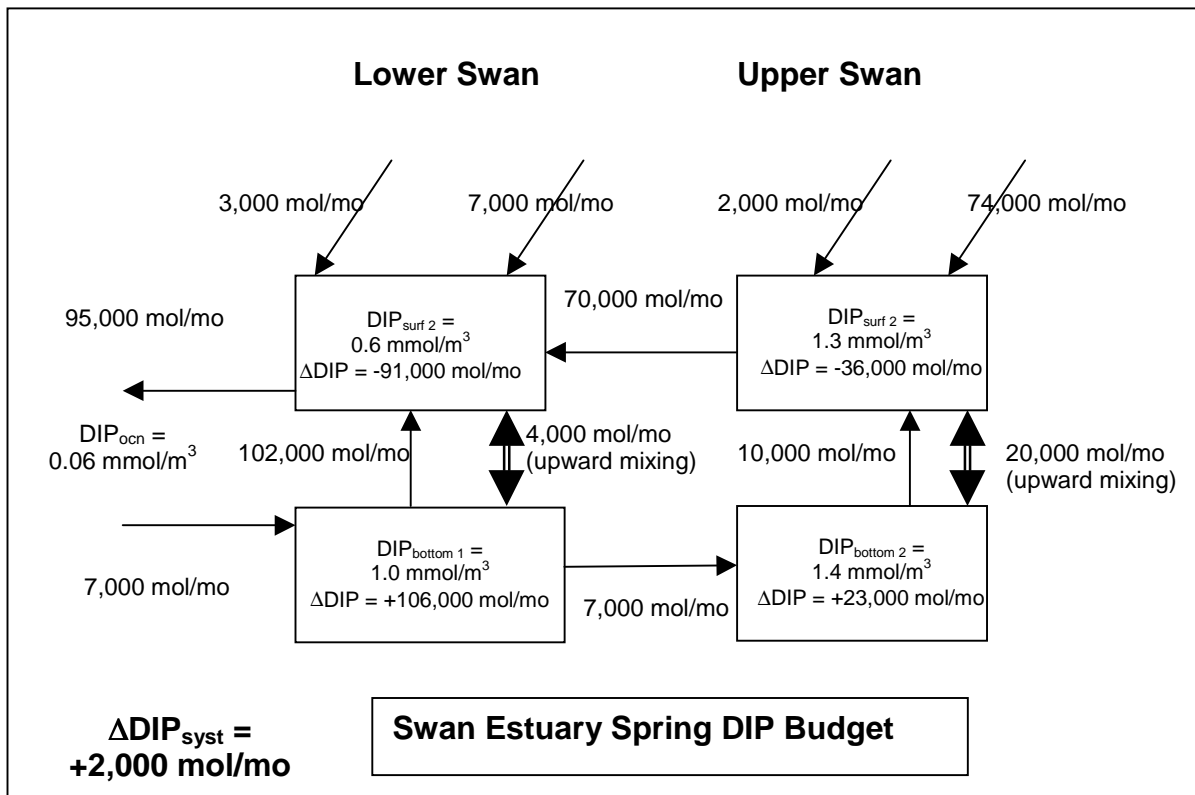 Lower Swan
Upper Swan
3,000 mol/mo
7,000 mol/mo
2,000 mol/mo
74,000 mol/mo
95,000 mol/mo
DIPsurf 2 =
0.6 mmol/m³
ΔDIP = -91,000 mol/mo
70,000 mol/mo
DIPsurf 2 =
1.3 mmol/m³
ΔDIP = -36,000 mol/mo
DIPocn =
0.06 mmol/m³
102,000 mol/mo
4,000 mol/mo
(upward mixing)
10,000 mol/mo
20,000 mol/mo
(upward mixing)
7,000 mol/mo
DIPbottom 1 =
1.0 mmol/m³
ΔDIP = +106,000 mol/mo
7,000 mol/mo
DIPbottom 2 =
1.4 mmol/m³
ΔDIP = +23,000 mol/mo
ΔDIPsyst =
+2,000 mol/mo
Swan Estuary Spring DIP Budget